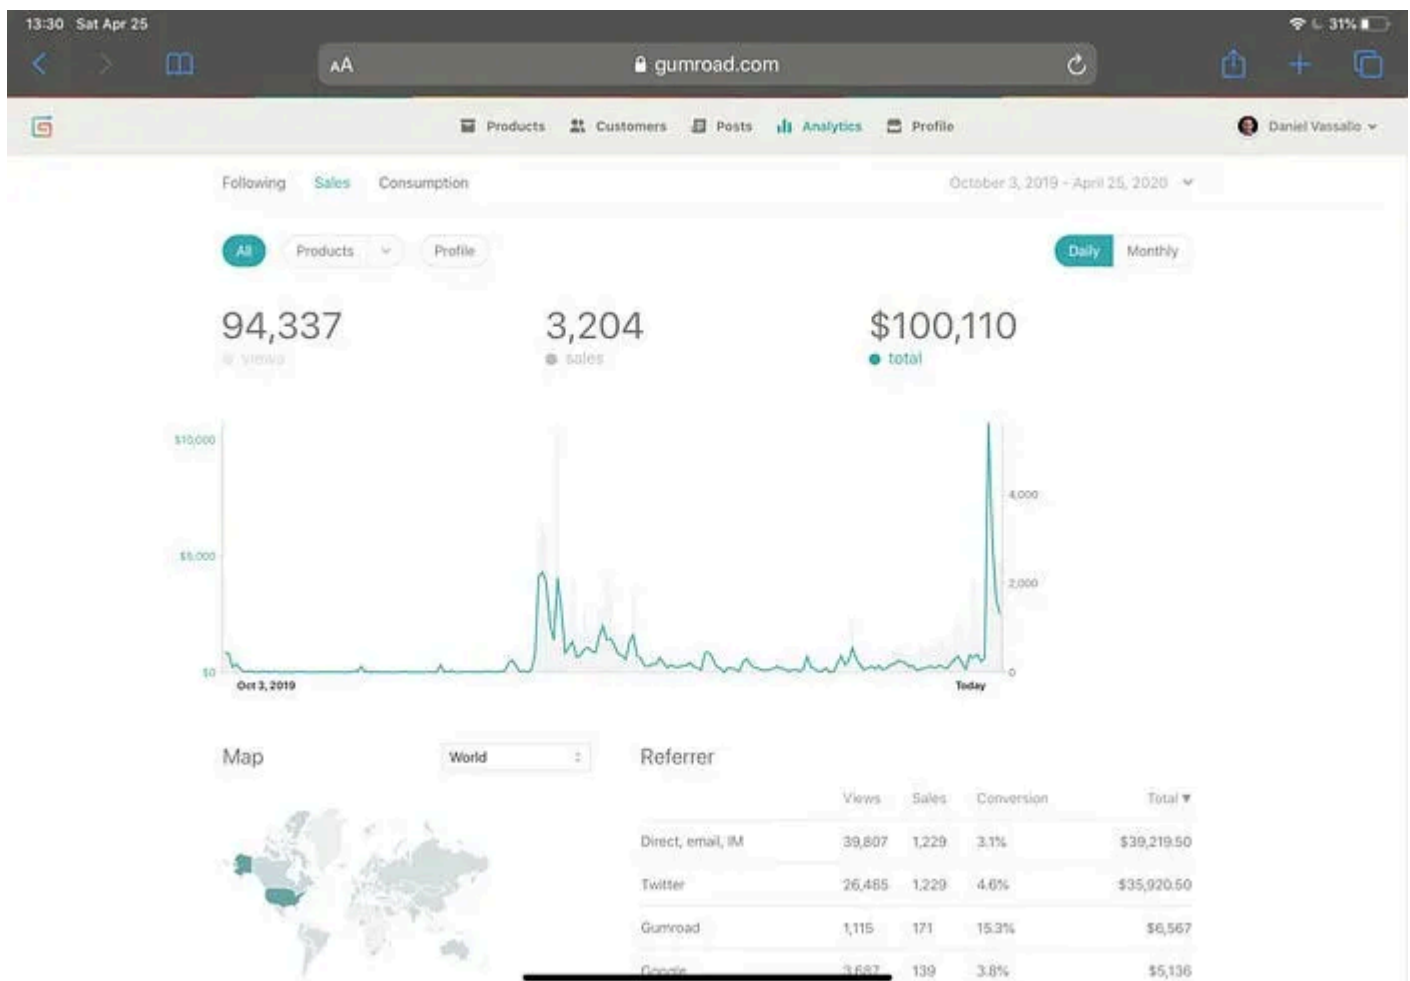 13:30 Sat Apr 25
31%
AA
gumroad.com
Products Customers Posts Analytics Profile
Daniel Vassallo
Following Sales Consumption
October 3, 2019 - April 25, 2020
All Products Profile
Daily Monthly
94,337 3,204 $100,110
views sales total
$10,000
4,000
$5,000
2,000
$0
0
Oct 3, 2019
Today
Map
World
Referrer
Views Sales Conversion Total ▼
Direct, email, IM 39,807 1,229 3.1% $39,219.50
Twitter 26,465 1,229 4.6% $35,920.50
Gumroad 1,115 171 15.3% $6,567
Google 3,687 139 3.8% $5,136